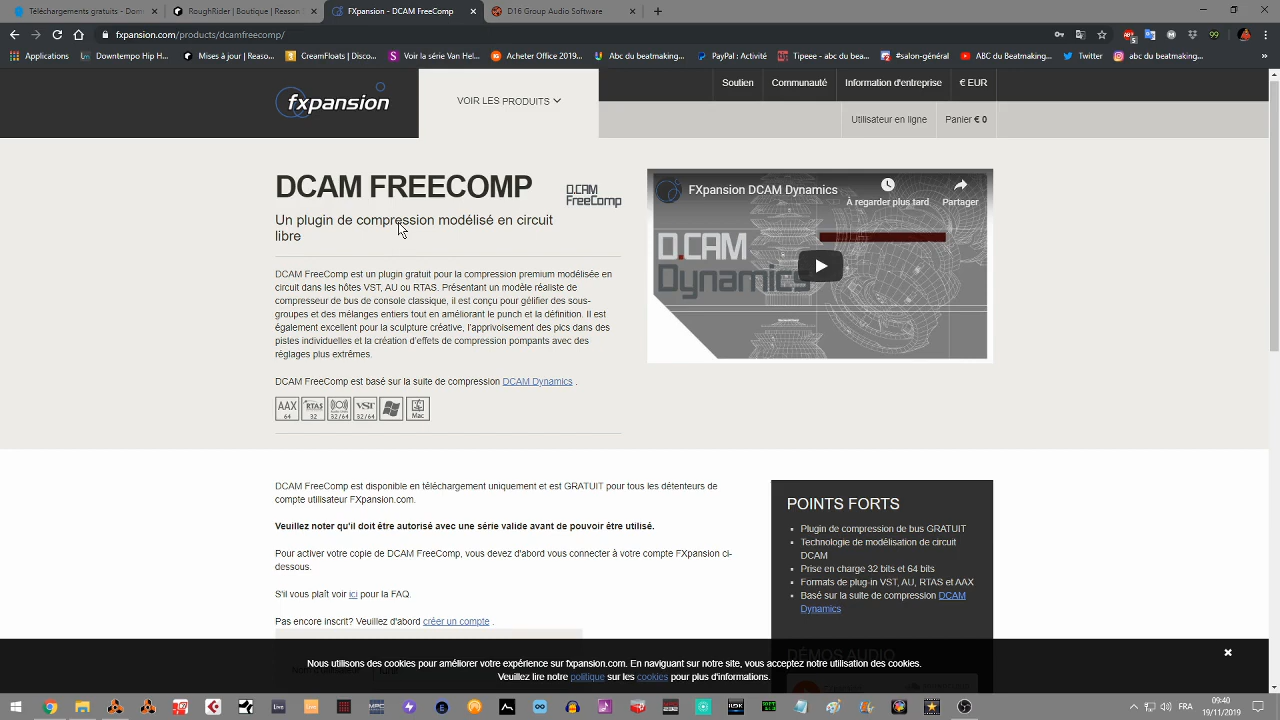 Téléchargements gratuits - Domo
RoughRider | Boutique | Reason
FXpansion - DCAM FreeComp
D16 Group Audio Software
fxpansion.com/products/dcamfreecomp/
Applications
Downtempo Hip H...
Mises à jour | Reaso...
CreamFloats | Disco...
Voir la série Van Hel...
Acheter Office 2019...
Abc du beatmaking...
PayPal : Activité
Tipeee - abc du bea...
#salon-général
ABC du Beatmaking...
Twitter
Abc du beatmaking...
fxpansion
VOIR LES PRODUITS
Soutien
Communauté
Information d'entreprise
€ EUR
Utilisateur en ligne
Panier € 0
DCAM FREECOMP
D.CAM
FreeComp
Un plugin de compression modélisé en circuit
libre
FXpansion DCAM Dynamics
À regarder plus tard
Partager
D.CAM
Dynamics
DCAM FreeComp est un plugin gratuit pour la compression premium modélisée en
circuit dans les hôtes VST, AU ou RTAS. Présentant un modèle réaliste de
compresseur de bus de console classique, il est conçu pour gélifier des sous-
groupes et des mélanges entiers tout en améliorant le punch et la définition. Il est
également excellent pour la sculpture créative, l'apprivoisement des pics dans des
pistes individuelles et la création d'effets de compression pompants avec des
réglages plus extrêmes.
DCAM FreeComp est basé sur la suite de compression DCAM Dynamics .
AAX
64
RTAS
32
32/64
VST
32/64
Mac
DCAM FreeComp est disponible en téléchargement uniquement et est GRATUIT pour tous les détenteurs de
compte utilisateur FXpansion.com.
Veuillez noter qu'il doit être autorisé avec une série valide avant de pouvoir être utilisé.
Pour activer votre copie de DCAM FreeComp, vous devez d'abord vous connecter à votre compte FXpansion ci-
dessous.
S'il vous plaît voir ici pour la FAQ.
Pas encore inscrit? Veuillez d'abord créer un compte .
POINTS FORTS
Plugin de compression de bus GRATUIT
Technologie de modélisation de circuit
DCAM
Prise en charge 32 bits et 64 bits
Formats de plug-in VST, AU, RTAS et AAX
Basé sur la suite de compression DCAM
Dynamics
DÉMOS AUDIO
Nous utilisons des cookies pour améliorer votre expérience sur fxpansion.com. En naviguant sur notre site, vous acceptez notre utilisation des cookies.
Veuillez lire notre politique sur les cookies pour plus d'informations.
Live
Live
MPC
FRA
09:40
19/11/2019